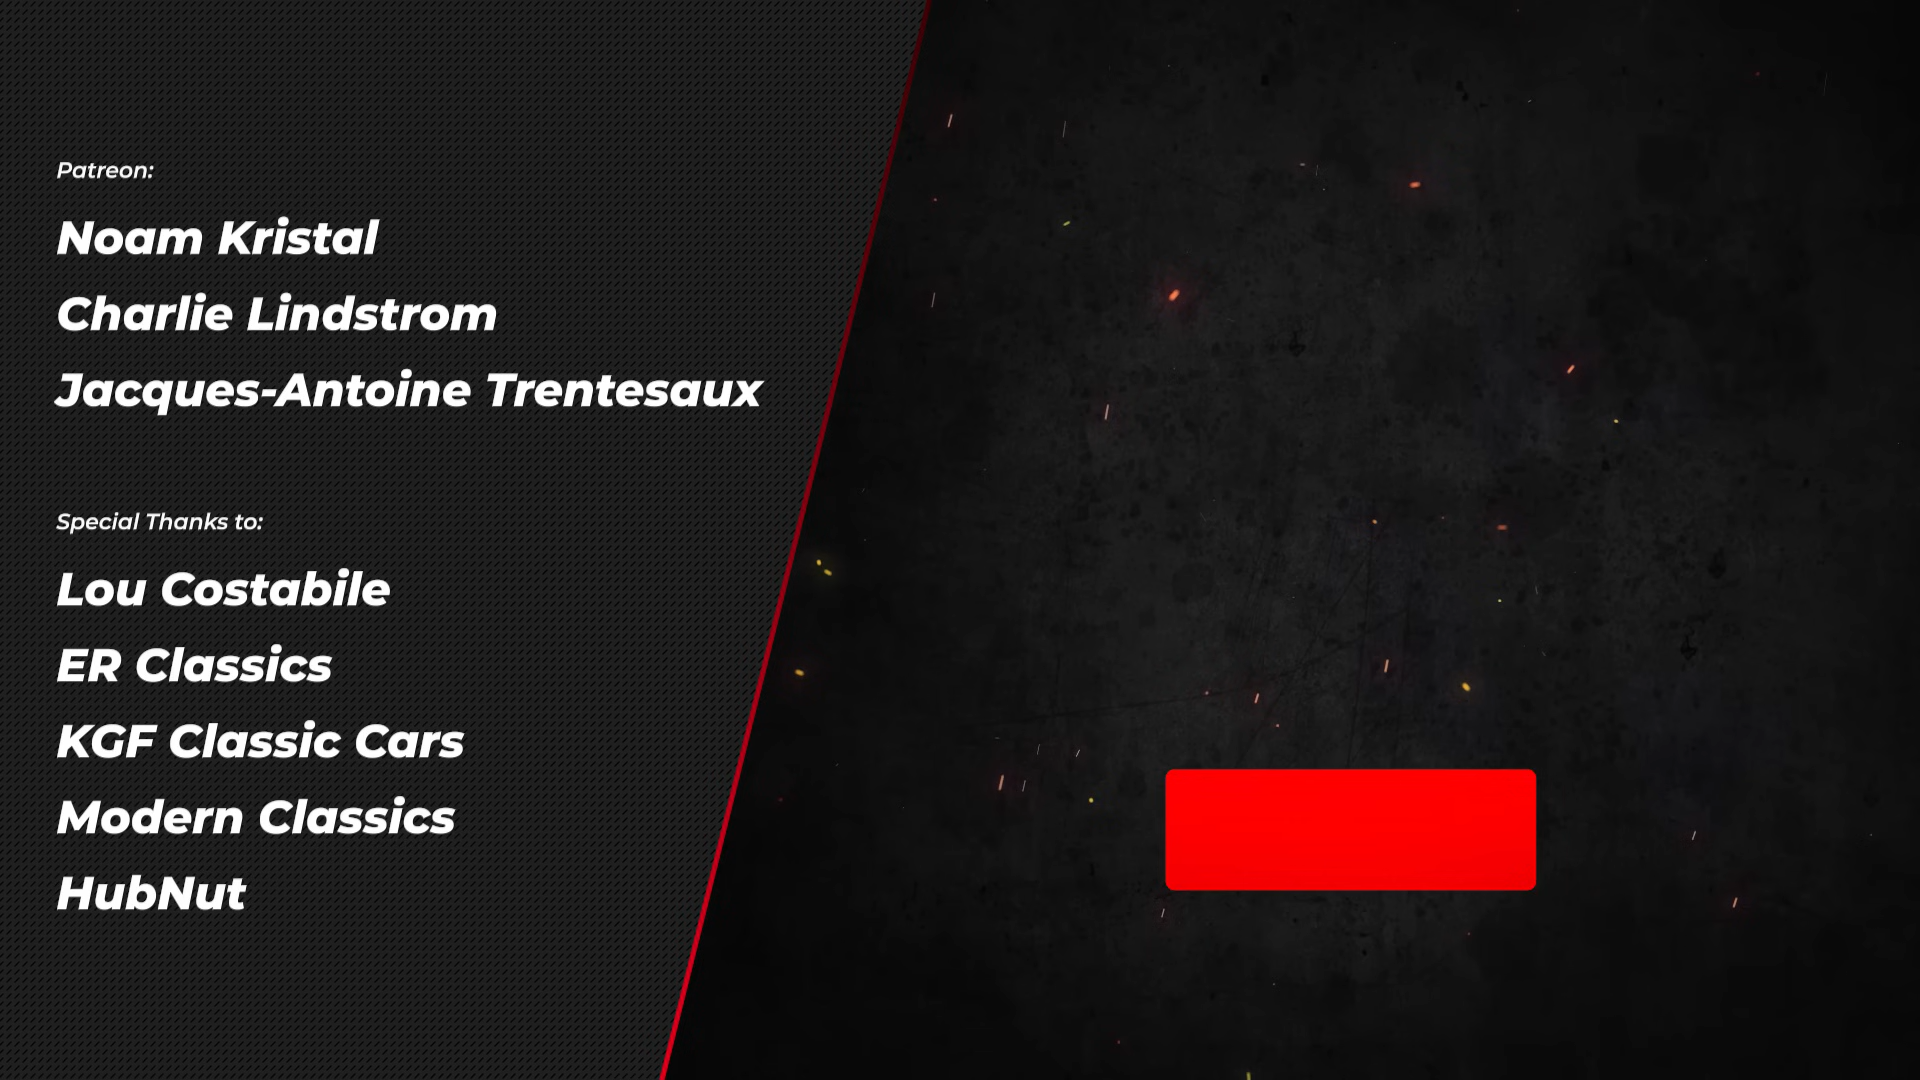 Patreon:
Noam Kristal
Charlie Lindstrom
Jacques-Antoine Trentesaux
Special Thanks to:
Lou Costabile
ER Classics
KGF Classic Cars
Modern Classics
HubNut